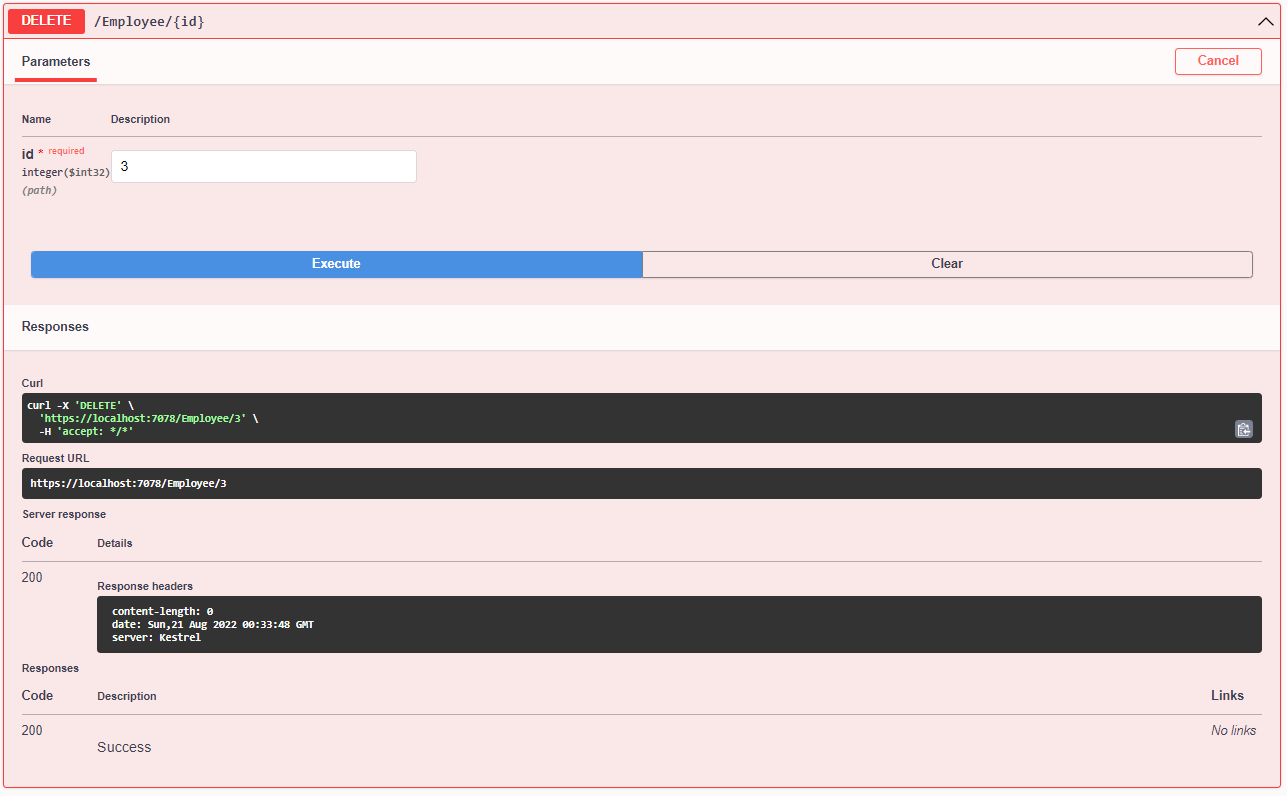 DELETE /Employee/{id}
Parameters
Cancel
Name Description
id * required
integer($int32)
(path)
3
Execute Clear
Responses
Curl
curl -X 'DELETE' \
  'https://localhost:7078/Employee/3' \
  -H 'accept: */*'
Request URL
https://localhost:7078/Employee/3
Server response
Code Details
200
Response headers
content-length: 0
date: Sun,21 Aug 2022 00:33:48 GMT
server: Kestrel
Responses
Code Description Links
200 No links
Success